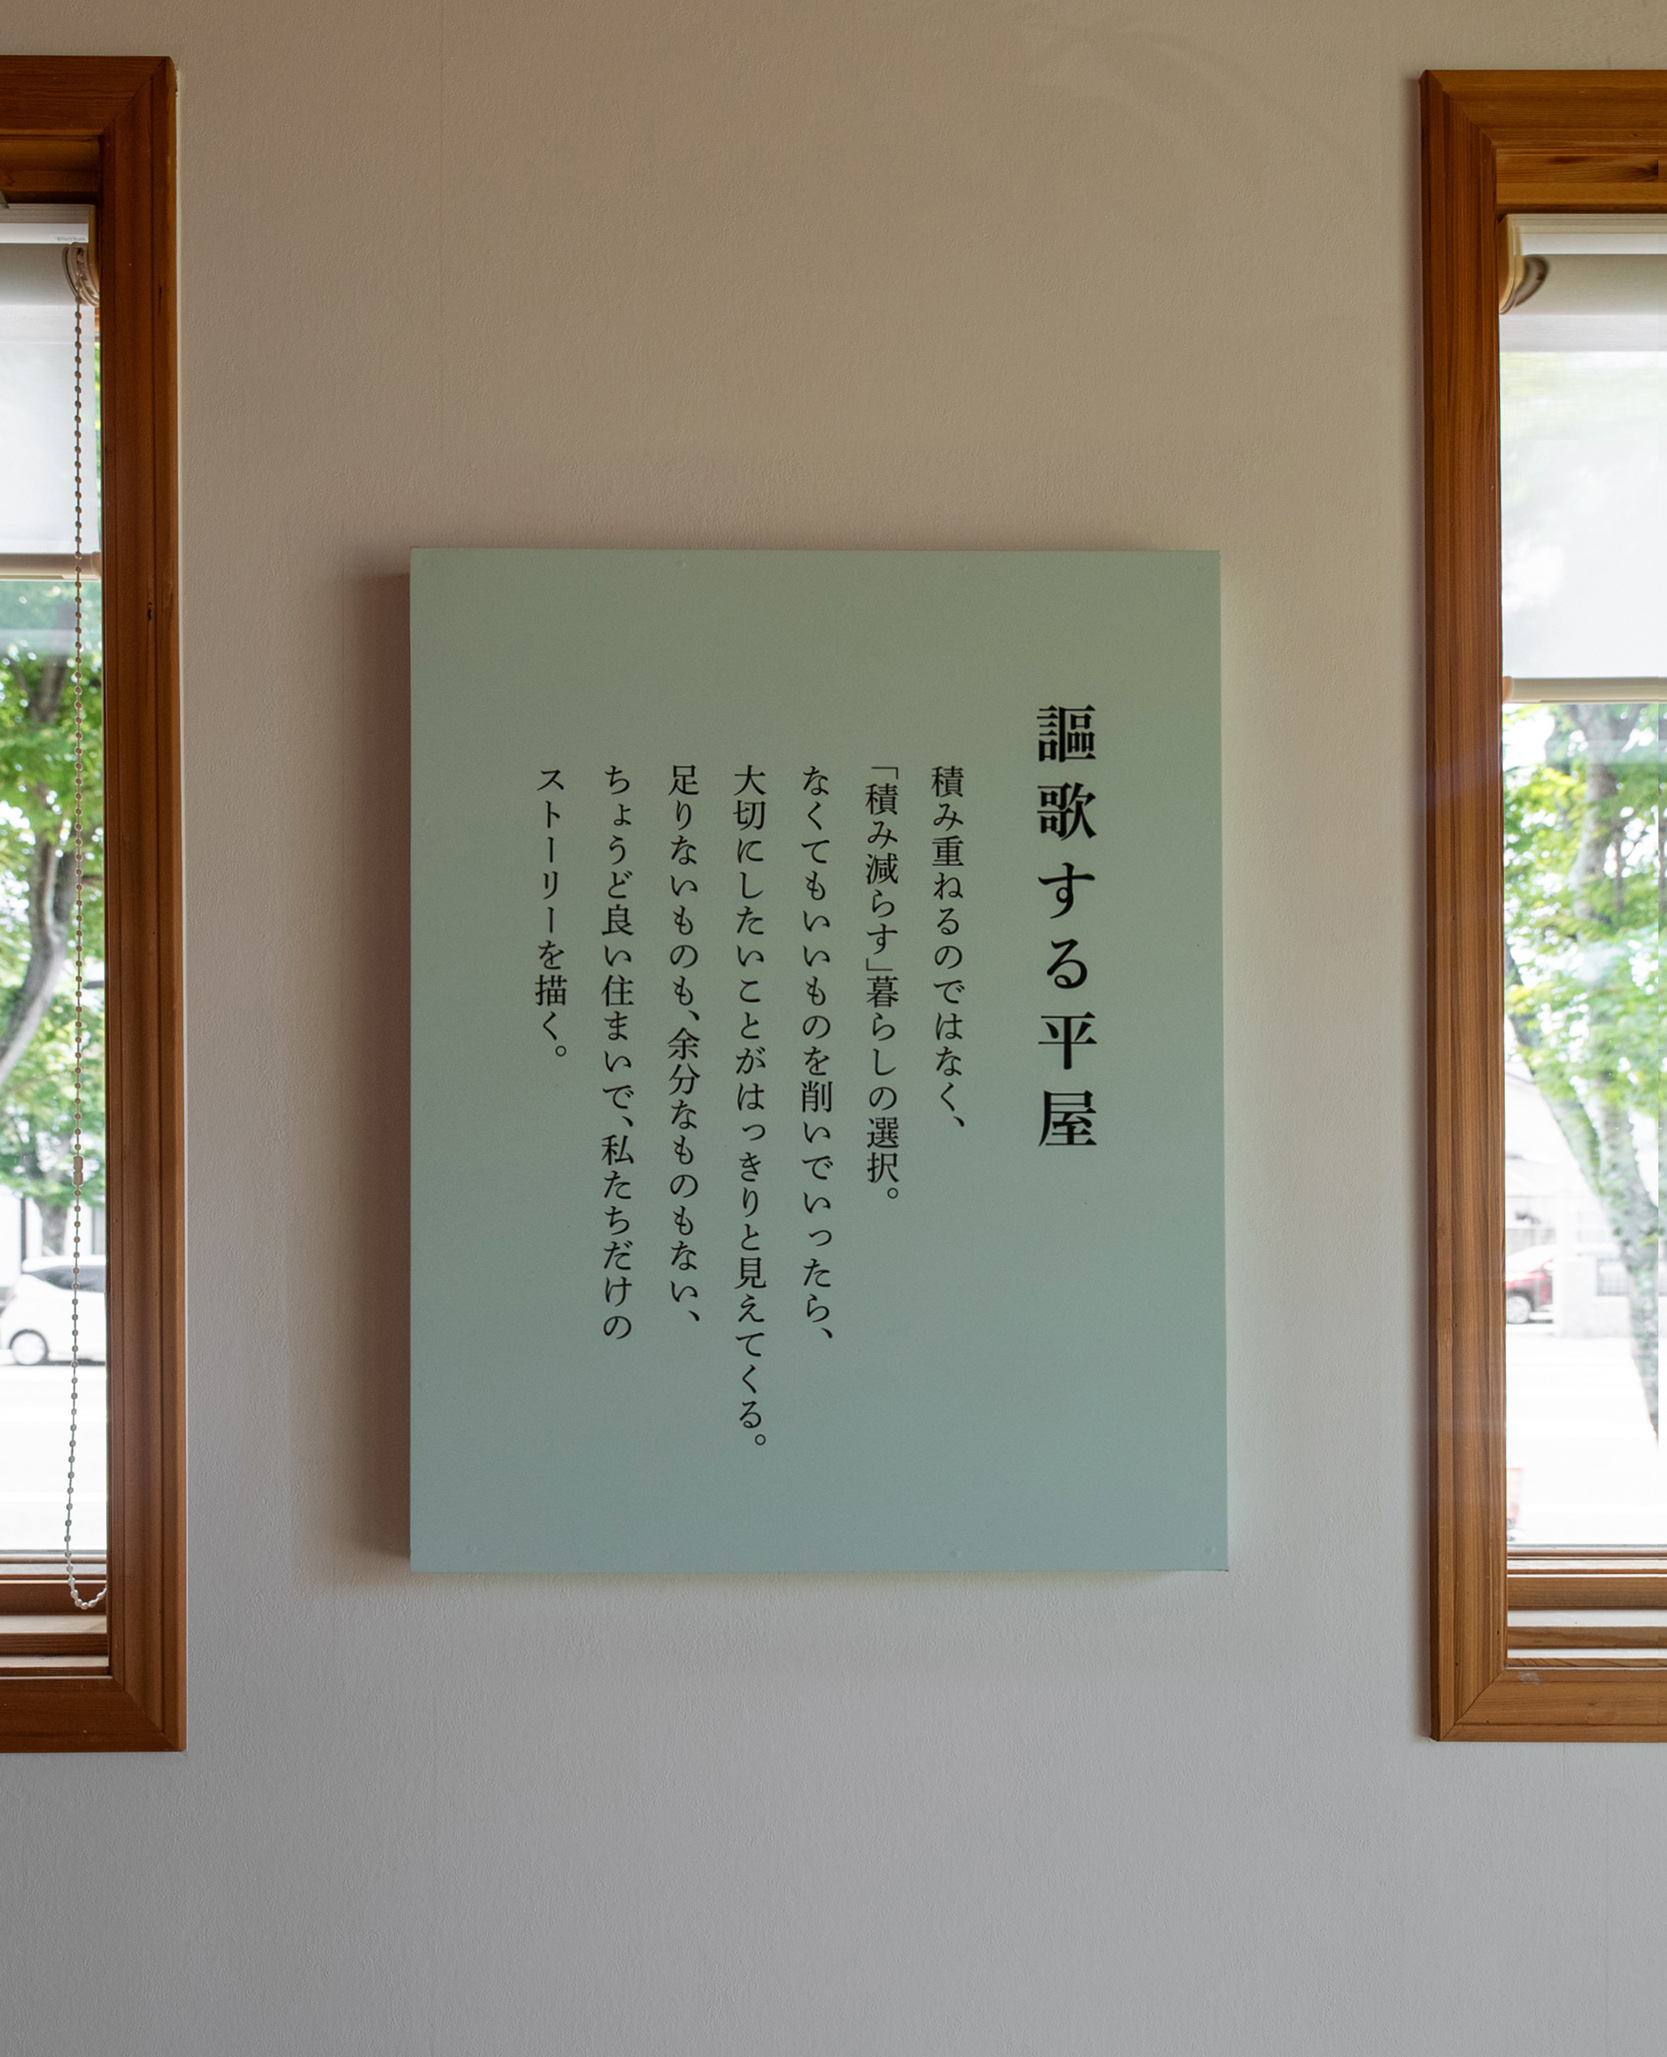 謳歌する平屋
積み重ねるのではなく、
「積み減らす」暮らしの選択。
なくてもいいものを削いでいったら、
大切にしたいことがはっきりと見えてくる。
足りないものも、余分なものもない、
ちょうど良い住まいで、私たちだけの
ストーリーを描く。